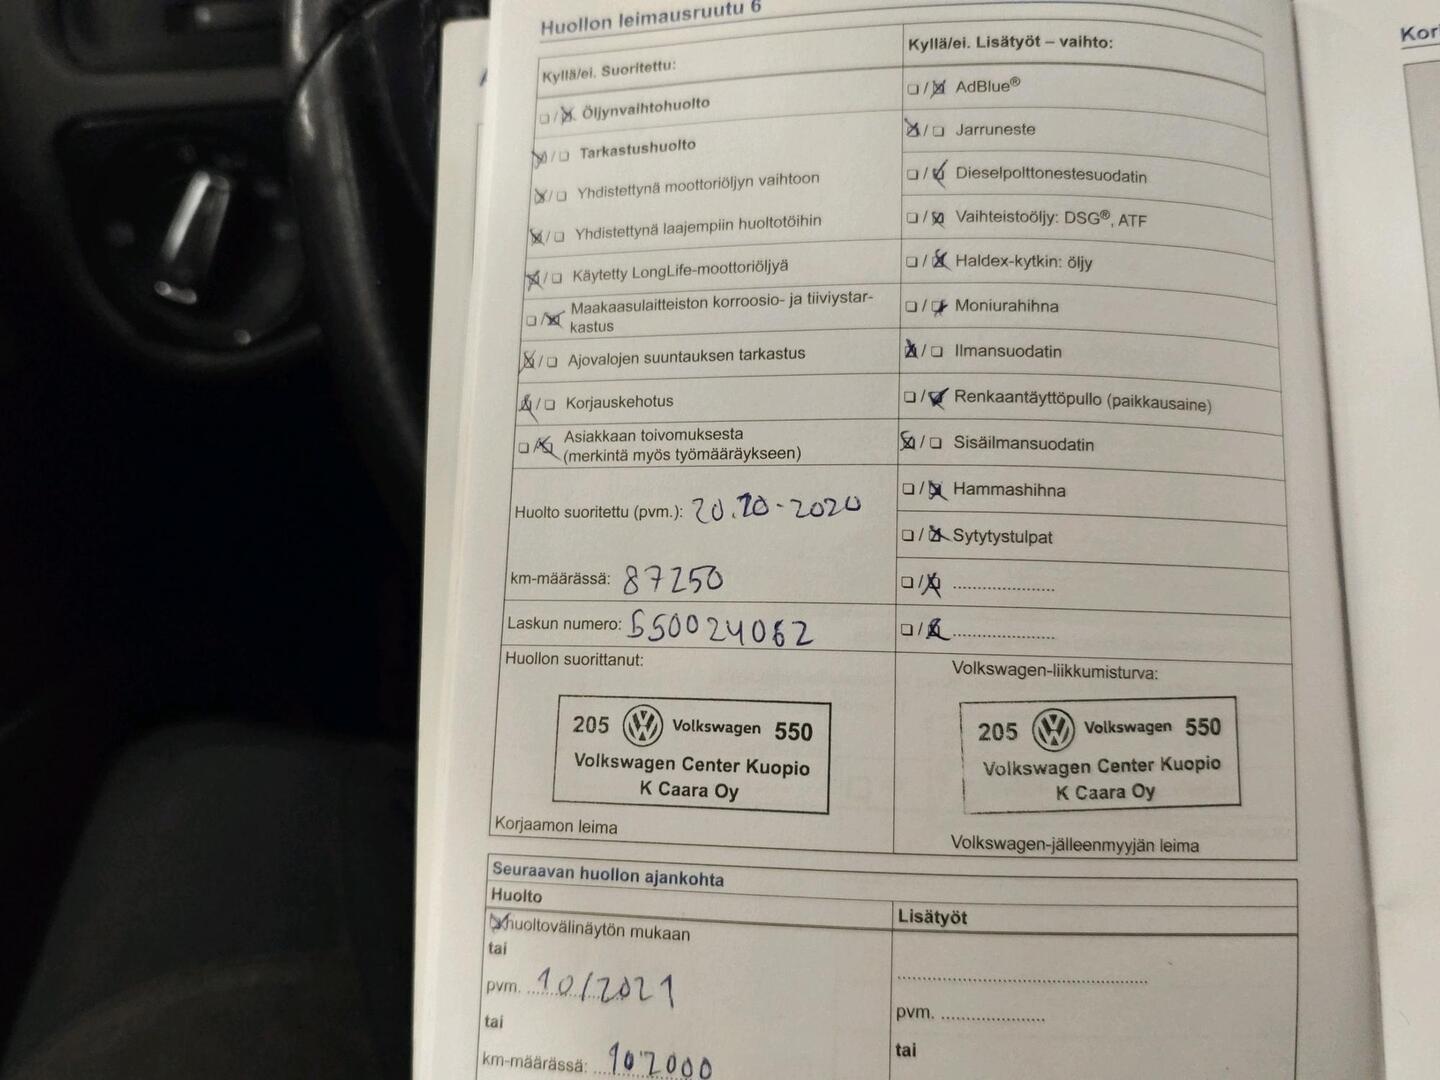 Huollon leimausruutu 6
Kyllä/ei. Suoritettu:
Öljynvaihtohuolto
Tarkastushuolto
Yhdistettynä moottoriöljyn vaihtoon
Yhdistettynä laajempiin huoltotöihin
Käytetty LongLife-moottoriöljyä
Maakaasulaitteiston korroosio- ja tiiviystar-
kastus
Ajovalojen suuntauksen tarkastus
Korjauskehotus
Asiakkaan toivomuksesta
(merkintä myös työmääräykseen)
Huolto suoritettu (pvm.): 20.10-2020
km-määrässä: 87250
Laskun numero: 550024062
Huollon suorittanut:
205 Volkswagen 550
Volkswagen Center Kuopio
K Caara Oy
Korjaamon leima
Kyllä/ei. Lisätyöt – vaihto:
AdBlue®
Jarruneste
Dieselpolttonestesuodatin
Vaihteistoöljy: DSG®, ATF
Haldex-kytkin: öljy
Moniurahihna
Ilmansuodatin
Renkaantäyttöpullo (paikkausaine)
Sisäilmansuodatin
Hammashihna
Sytytystulpat
Volkswagen-liikkumisturva:
205 Volkswagen 550
Volkswagen Center Kuopio
K Caara Oy
Volkswagen-jälleenmyyjän leima
Seuraavan huollon ajankohta
Huolto
huoltovälinäytön mukaan
tai
pvm. 10/2021
tai
km-määrässä: 102000
Lisätyöt
pvm.
tai